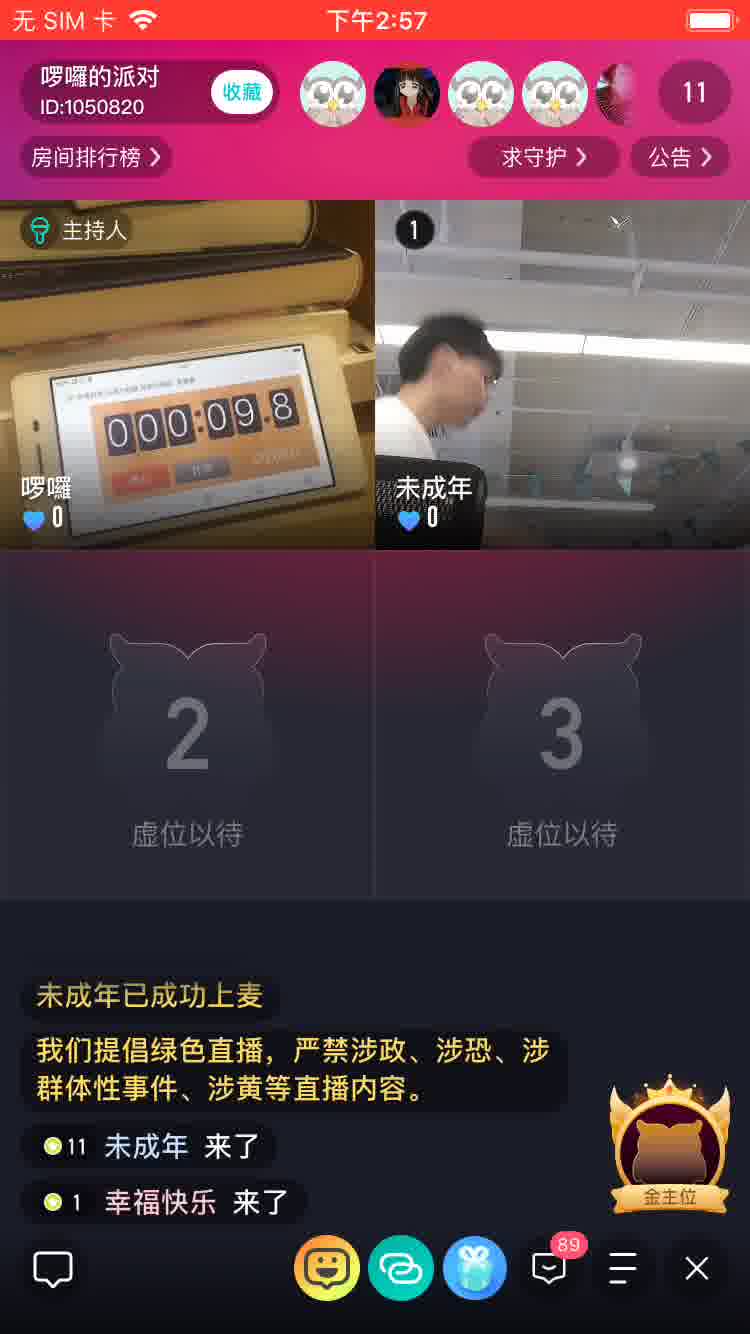 无 SIM 卡
下午2:57
啰囉的派对
ID:1050820
收藏
11
房间排行榜
求守护
公告
主持人
1
000:09.8
啰囉
0
未成年
0
2
3
虚位以待
虚位以待
未成年已成功上麦
我们提倡绿色直播，严禁涉政、涉恐、涉
群体性事件、涉黄等直播内容。
11 未成年 来了
1 幸福快乐 来了
金主位
89